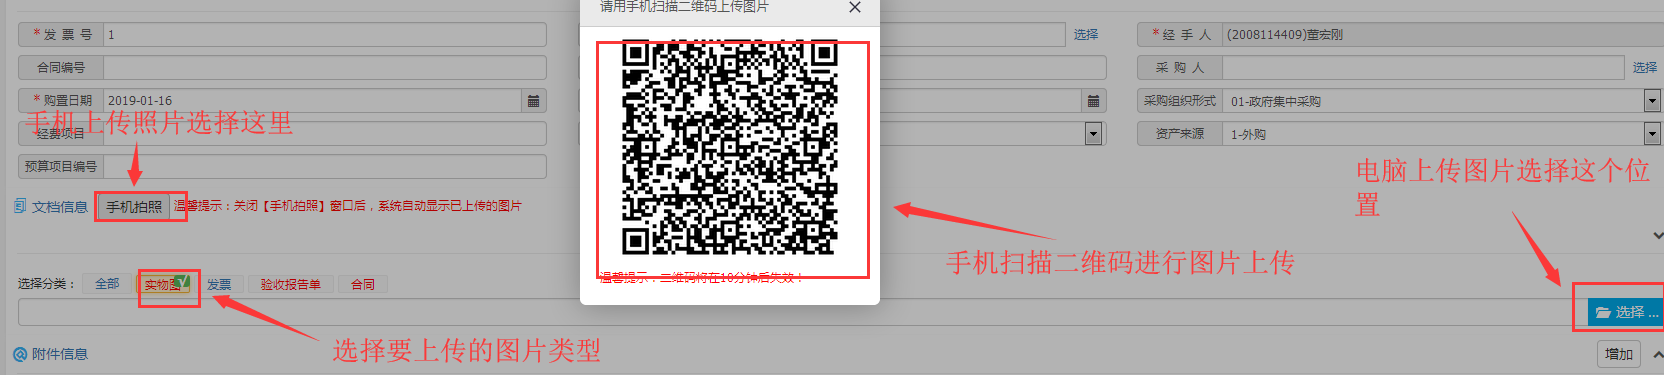 请用手机扫描二维码上传图片
* 发 票 号 1 选择 * 经 手 人 (2008114409)董宏刚
合同编号 采 购 人 选择
* 购置日期 2019-01-16 采购组织形式 01-政府集中采购
手机上传照片选择这里
经费项目 资产来源 1-外购
预算项目编号
电脑上传图片选择这个位
置
文档信息 手机拍照 温馨提示：关闭【手机拍照】窗口后，系统自动显示已上传的图片
手机扫描二维码进行图片上传
温馨提示：二维码将在10分钟后失效！
选择分类： 全部 实物图 发票 验收报告单 合同
选择 ...
选择要上传的图片类型
附件信息 增加